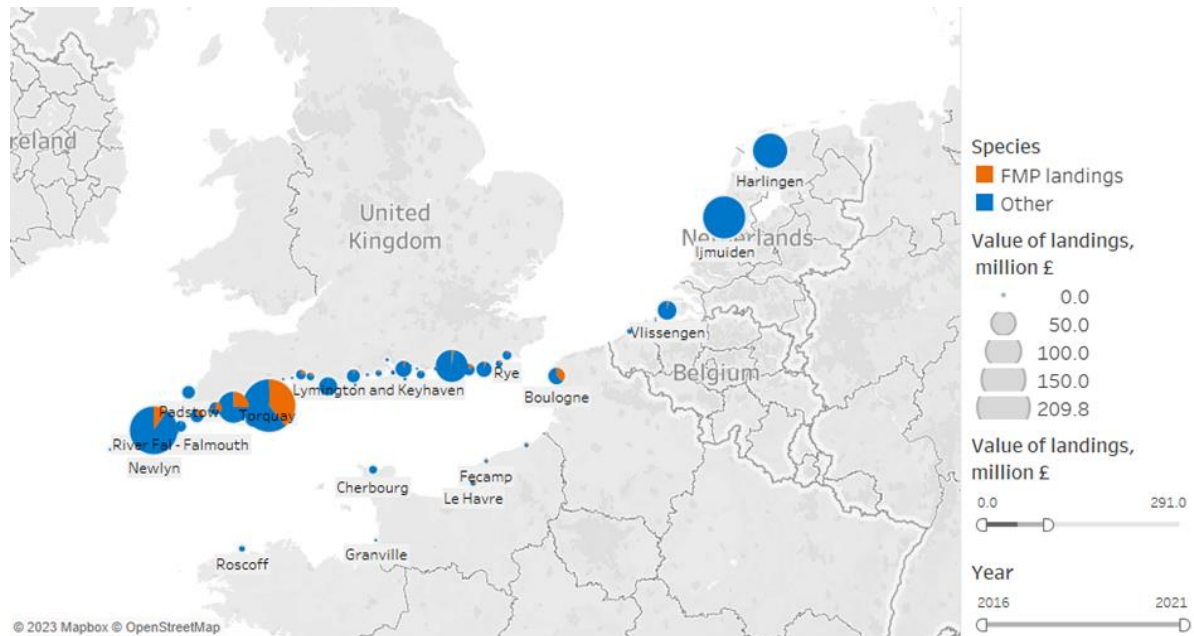 reland
United
Kingdom
Harlingen
Netherlands
Ijmuiden
Vlissengen
Belgium
Rye
Lymington and Keyhaven
Boulogne
Padstow
Torquay
River Fal - Falmouth
Newlyn
Cherbourg
Fecamp
Le Havre
Granville
Roscoff
© 2023 Mapbox © OpenStreetMap
Species
FMP landings
Other
Value of landings,
million £
0.0
50.0
100.0
150.0
209.8
Value of landings,
million £
0.0 291.0
Year
2016 2021